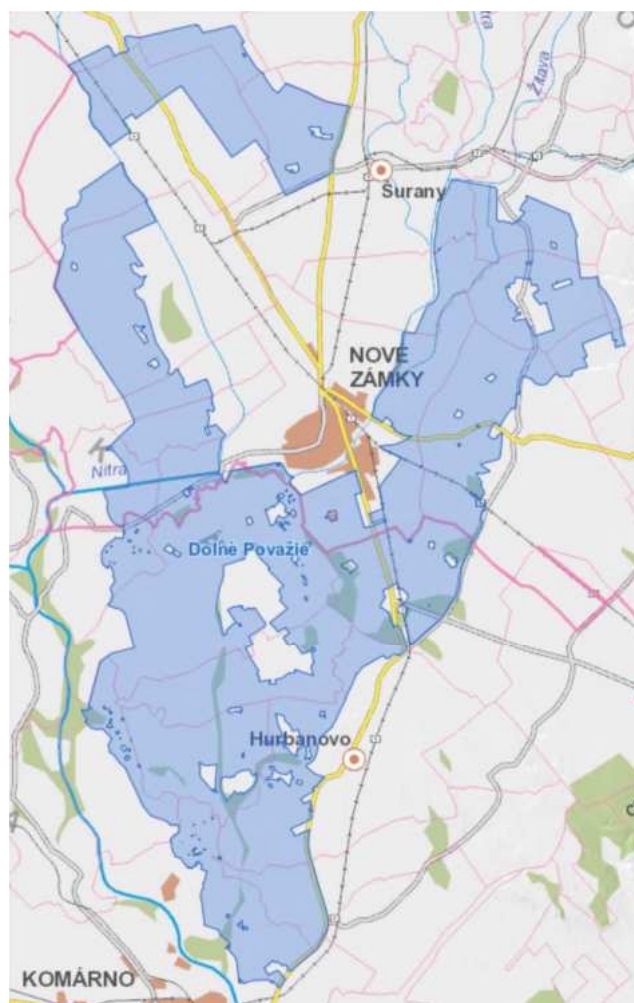 Žitava
Šurany
NOVÉ
ZÁMKY
Nitra
Dolné Považie
Hurbanovo
KOMÁRNO